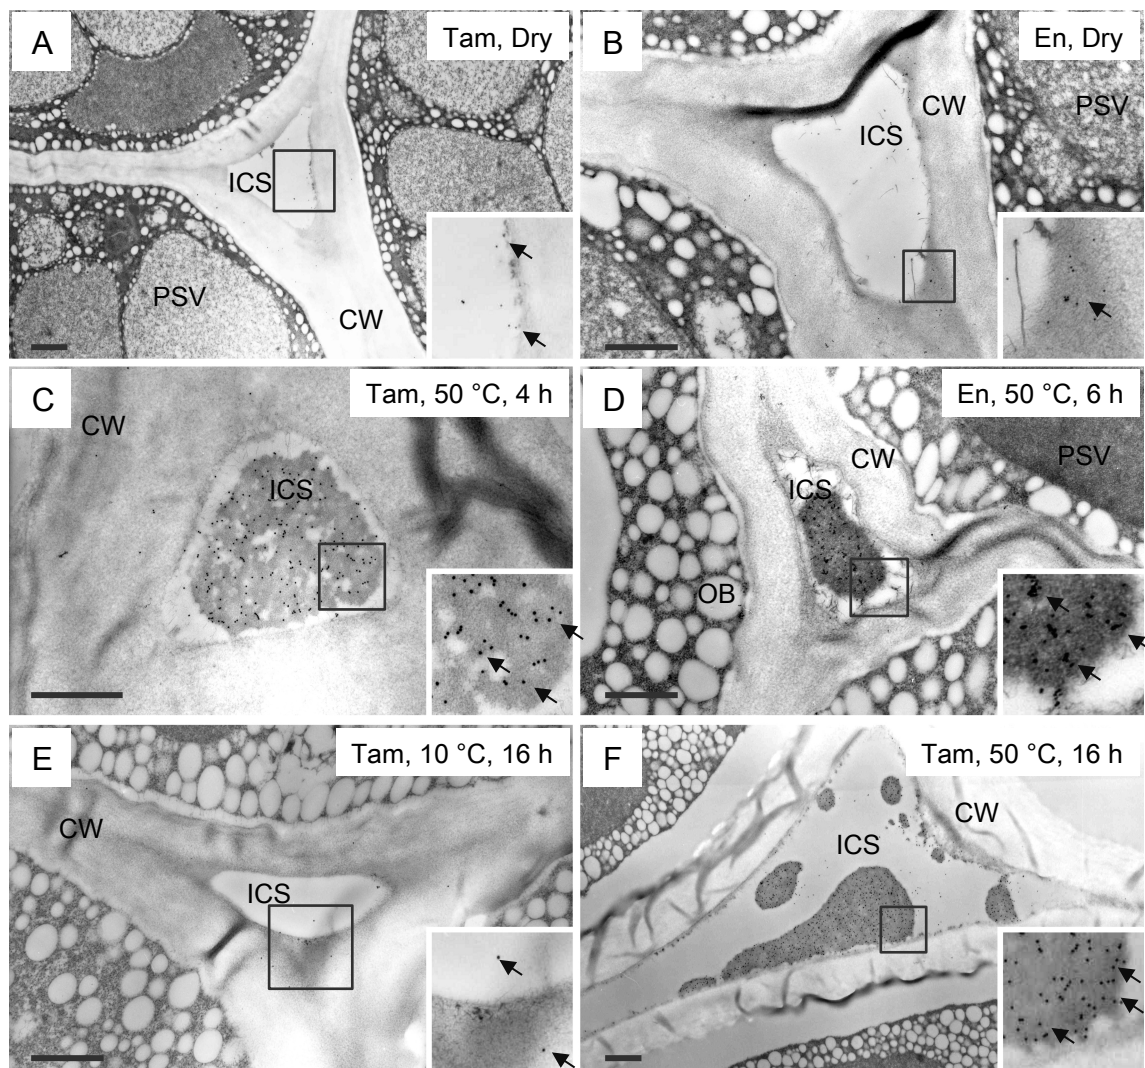 A
Tam, Dry
ICS
PSV
CW
B
En, Dry
CW
PSV
ICS
C
Tam, 50 °C, 4 h
CW
ICS
D
En, 50 °C, 6 h
CW
PSV
ICS
OB
E
Tam, 10 °C, 16 h
CW
ICS
F
Tam, 50 °C, 16 h
CW
ICS